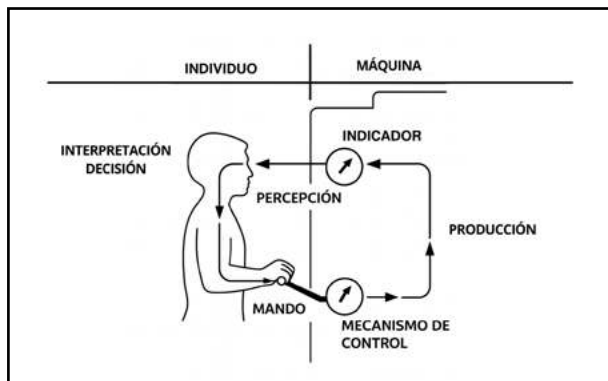 INDIVIDUO
MÁQUINA
INDICADOR
INTERPRETACIÓN
DECISIÓN
PERCEPCIÓN
PRODUCCIÓN
MANDO
MECANISMO DE
CONTROL